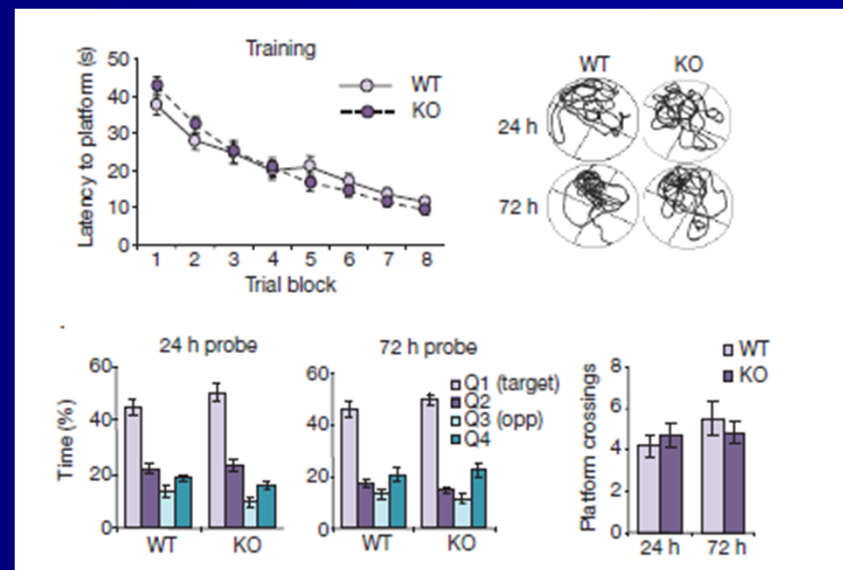 Training
Latency to platform (s)
50
40
30
20
10
0
WT
KO
1 2 3 4 5 6 7 8
Trial block
WT KO
24 h
72 h
24 h probe
Time (%)
60
40
20
0
WT KO
72 h probe
60
40
20
0
WT KO
Q1 (target)
Q2
Q3 (opp)
Q4
Platform crossings
8
6
4
2
0
WT
KO
24 h 72 h